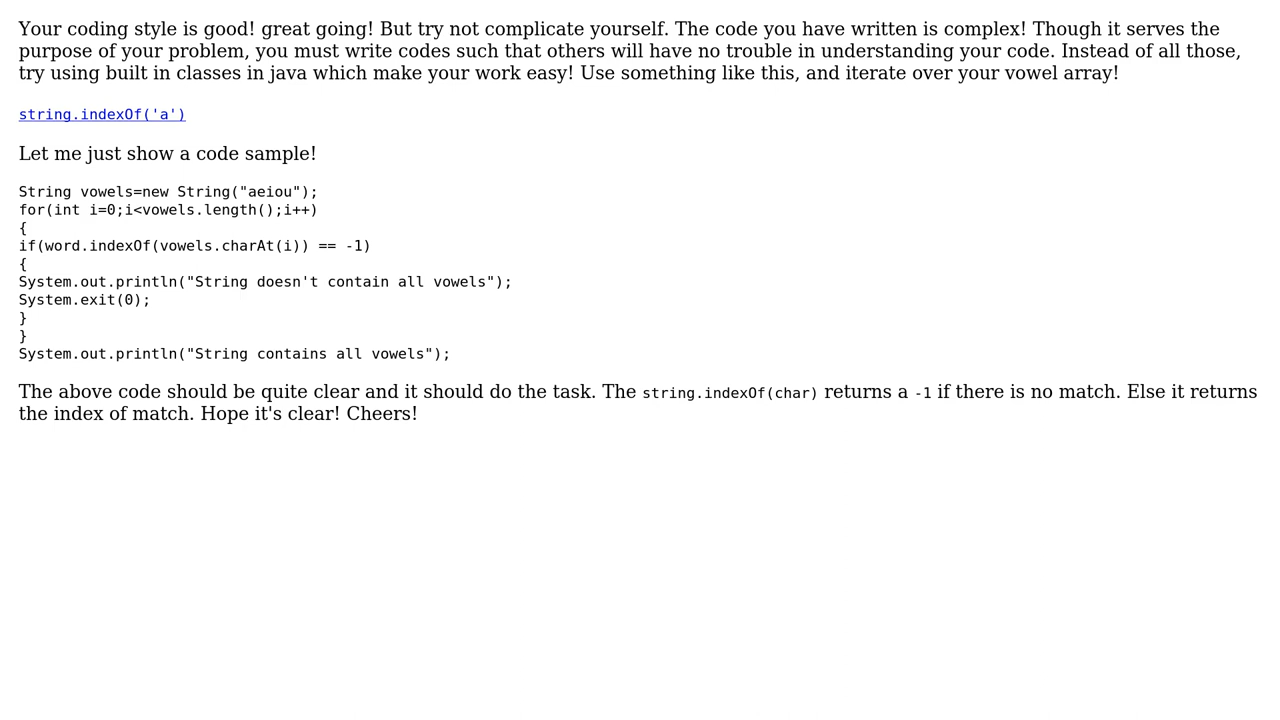 Your coding style is good! great going! But try not complicate yourself. The code you have written is complex! Though it serves the
purpose of your problem, you must write codes such that others will have no trouble in understanding your code. Instead of all those,
try using built in classes in java which make your work easy! Use something like this, and iterate over your vowel array!
string.indexOf('a')
Let me just show a code sample!
String vowels=new String("aeiou");
for(int i=0;i<vowels.length();i++)
{
if(word.indexOf(vowels.charAt(i)) == -1)
{
System.out.println("String doesn't contain all vowels");
System.exit(0);
}
}
System.out.println("String contains all vowels");
The above code should be quite clear and it should do the task. The string.indexOf(char) returns a -1 if there is no match. Else it returns
the index of match. Hope it's clear! Cheers!